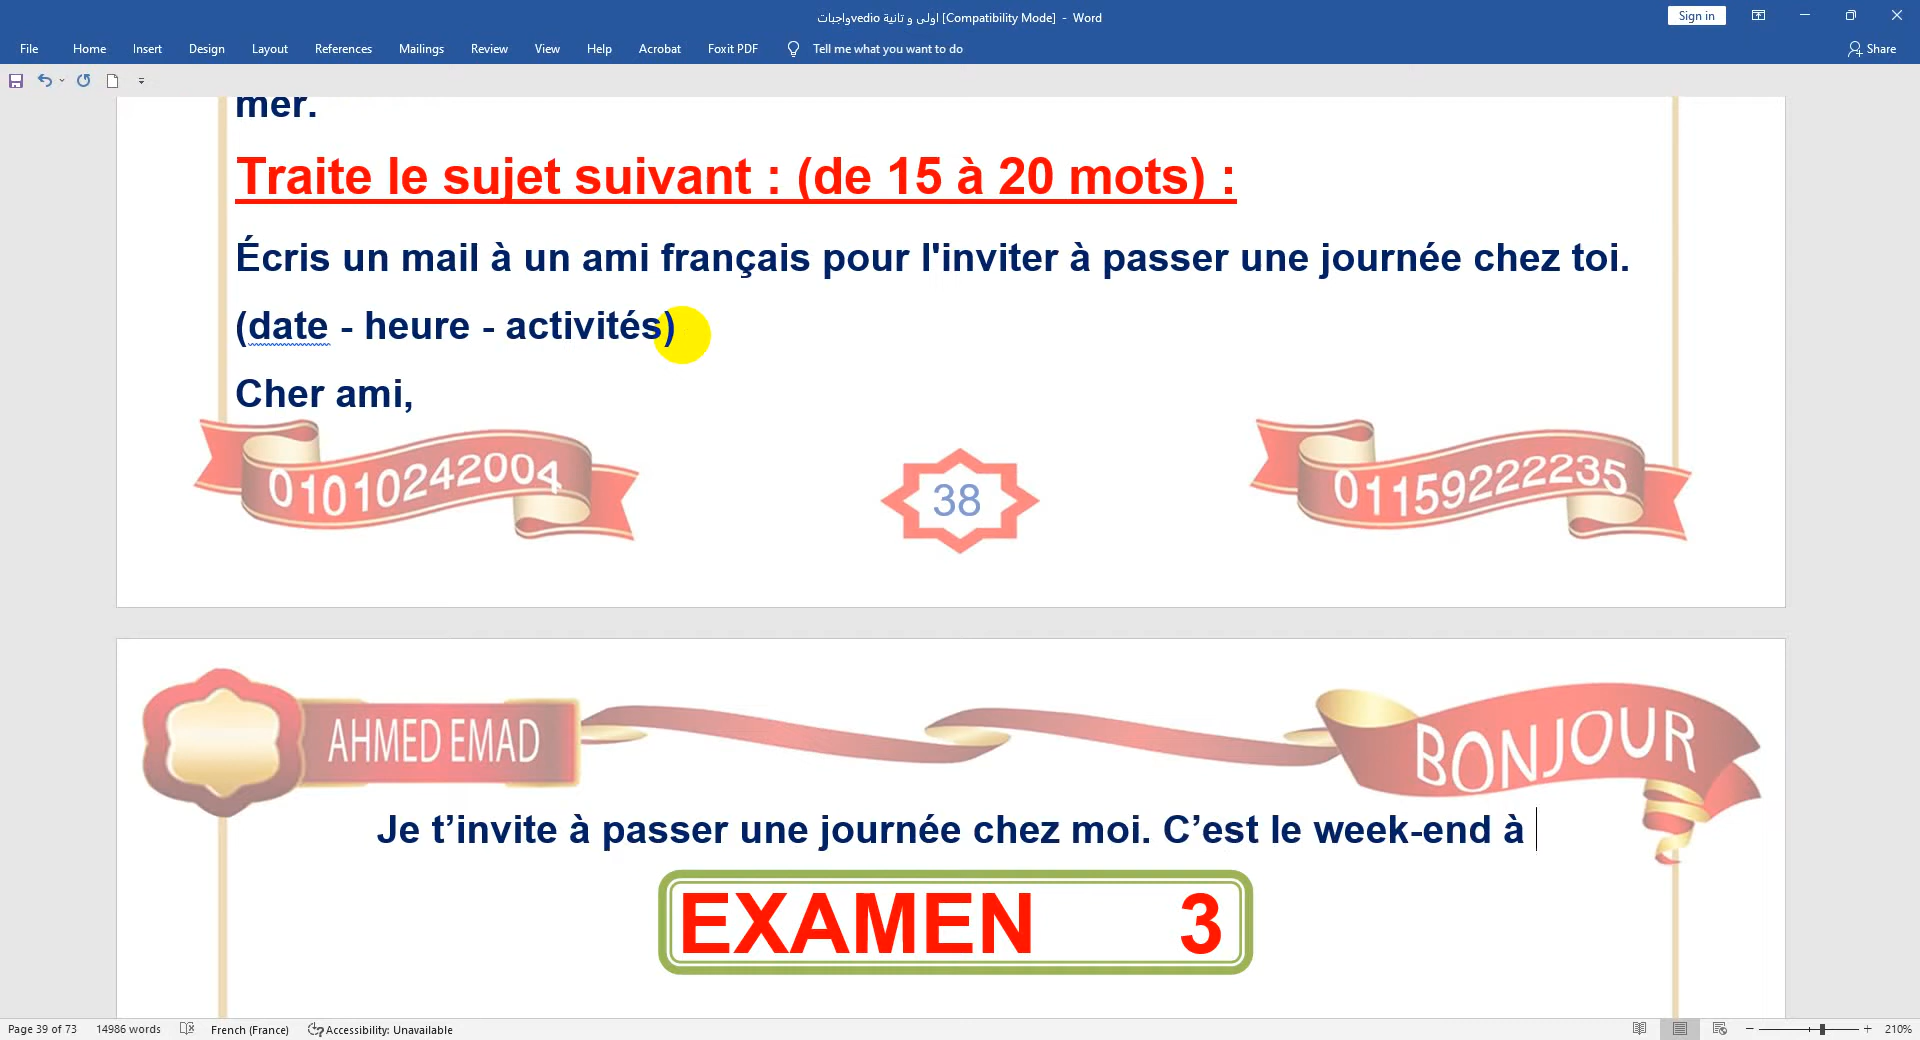 واجباتvedio اولى و تانية [Compatibility Mode] - Word
Sign in
File Home Insert Design Layout References Mailings Review View Help Acrobat Foxit PDF Tell me what you want to do Share
mer.
Traite le sujet suivant : (de 15 à 20 mots) :
Écris un mail à un ami français pour l'inviter à passer une journée chez toi.
(date - heure - activités)
Cher ami,
01010242004
38
01159222235
AHMED EMAD
BONJOUR
Je t’invite à passer une journée chez moi. C’est le week-end à
EXAMEN 3
Page 39 of 73 14986 words French (France) Accessibility: Unavailable 210%